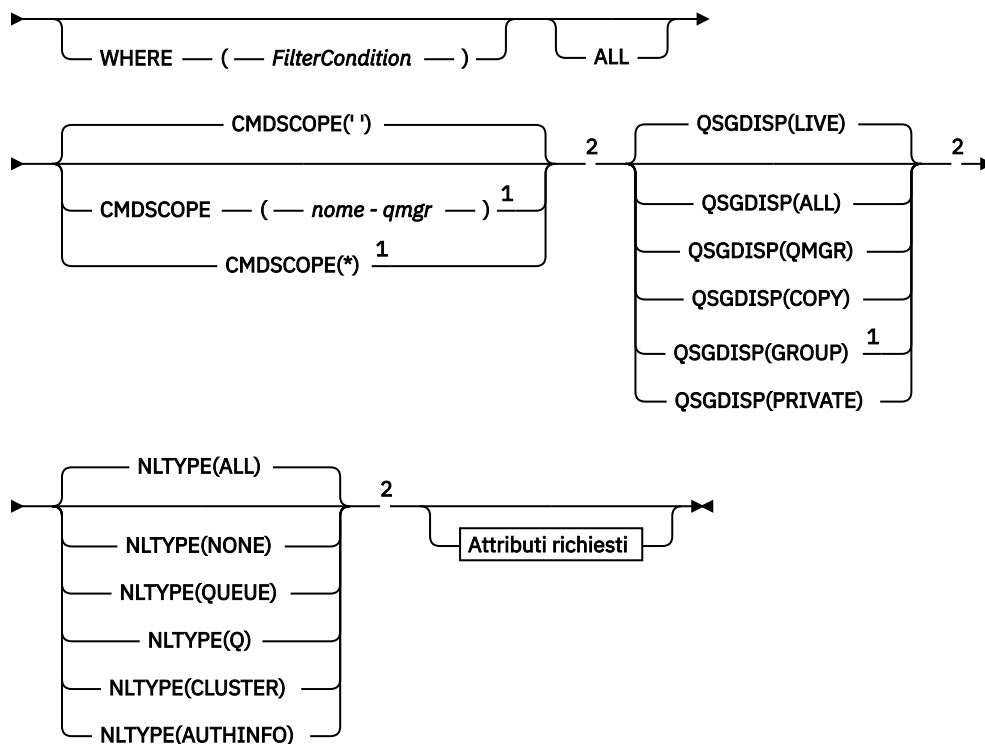 WHERE ( FilterCondition ) ALL
CMDSCOPE(' ')
2
CMDSCOPE ( nome - qmgr ) 1
CMDSCOPE(*) 1
QSGDISP(LIVE)
2
QSGDISP(ALL)
QSGDISP(QMGR)
QSGDISP(COPY)
QSGDISP(GROUP) 1
QSGDISP(PRIVATE)
NLTYPE(ALL)
2
NLTYPE(NONE)
NLTYPE(QUEUE)
NLTYPE(Q)
NLTYPE(CLUSTER)
NLTYPE(AUTHINFO)
Attributi richiesti